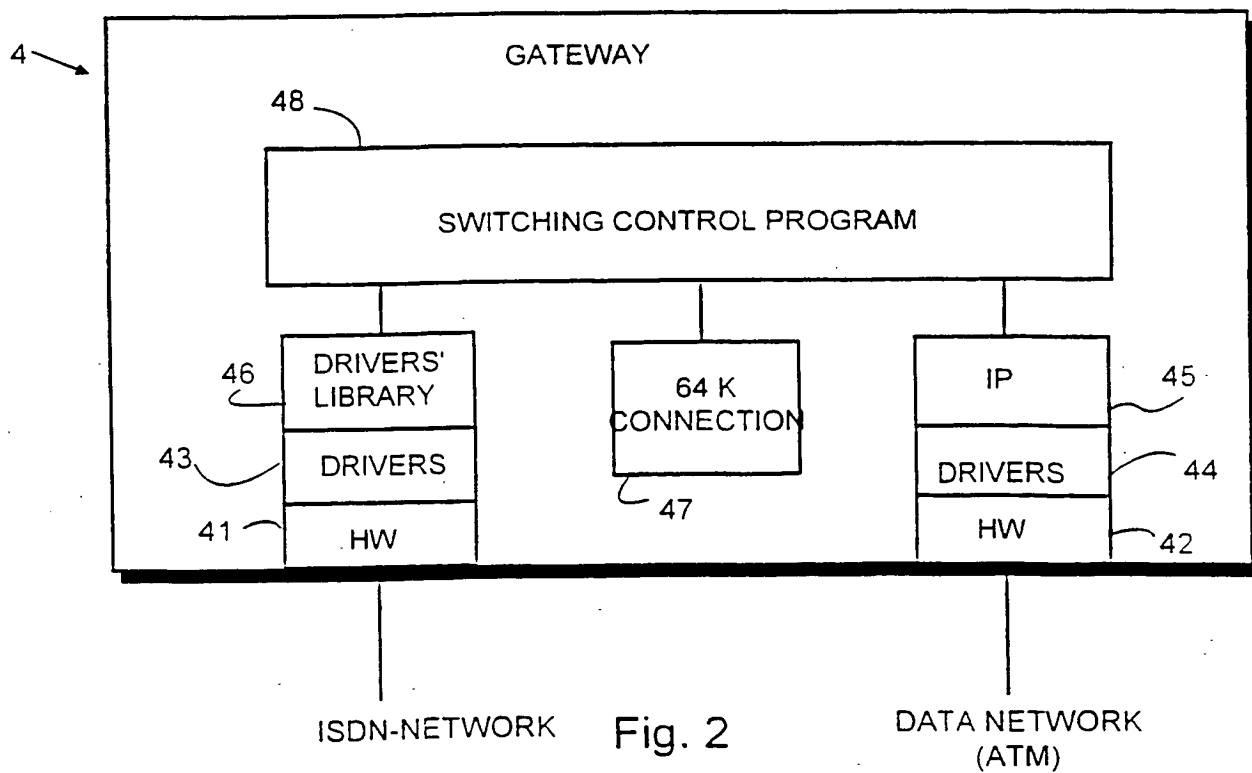 4
GATEWAY
48
SWITCHING CONTROL PROGRAM
46
DRIVERS'
LIBRARY
64 K
CONNECTION
IP
45
43
DRIVERS
47
DRIVERS
44
41
HW
HW
42
ISDN-NETWORK
Fig. 2
DATA NETWORK
(ATM)